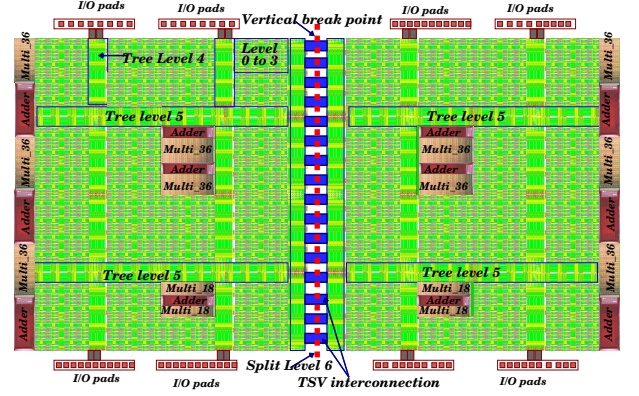 I/O pads
I/O pads
Vertical break point
I/O pads
I/O pads
Multi_36
Tree Level 4
Level
0 to 3
Multi_36
Adder
Tree level 5
Tree level 5
Adder
Adder
Multi_36
Adder
Multi_36
Adder
Multi_36
Adder
Multi_36
Multi_36
Multi_36
Adder
Adder
Multi_36
Tree level 5
Tree level 5
Multi_36
Multi_18
Adder
Multi_18
Multi_18
Adder
Multi_18
Adder
Adder
I/O pads
I/O pads
Split Level 6
TSV interconnection
I/O pads
I/O pads